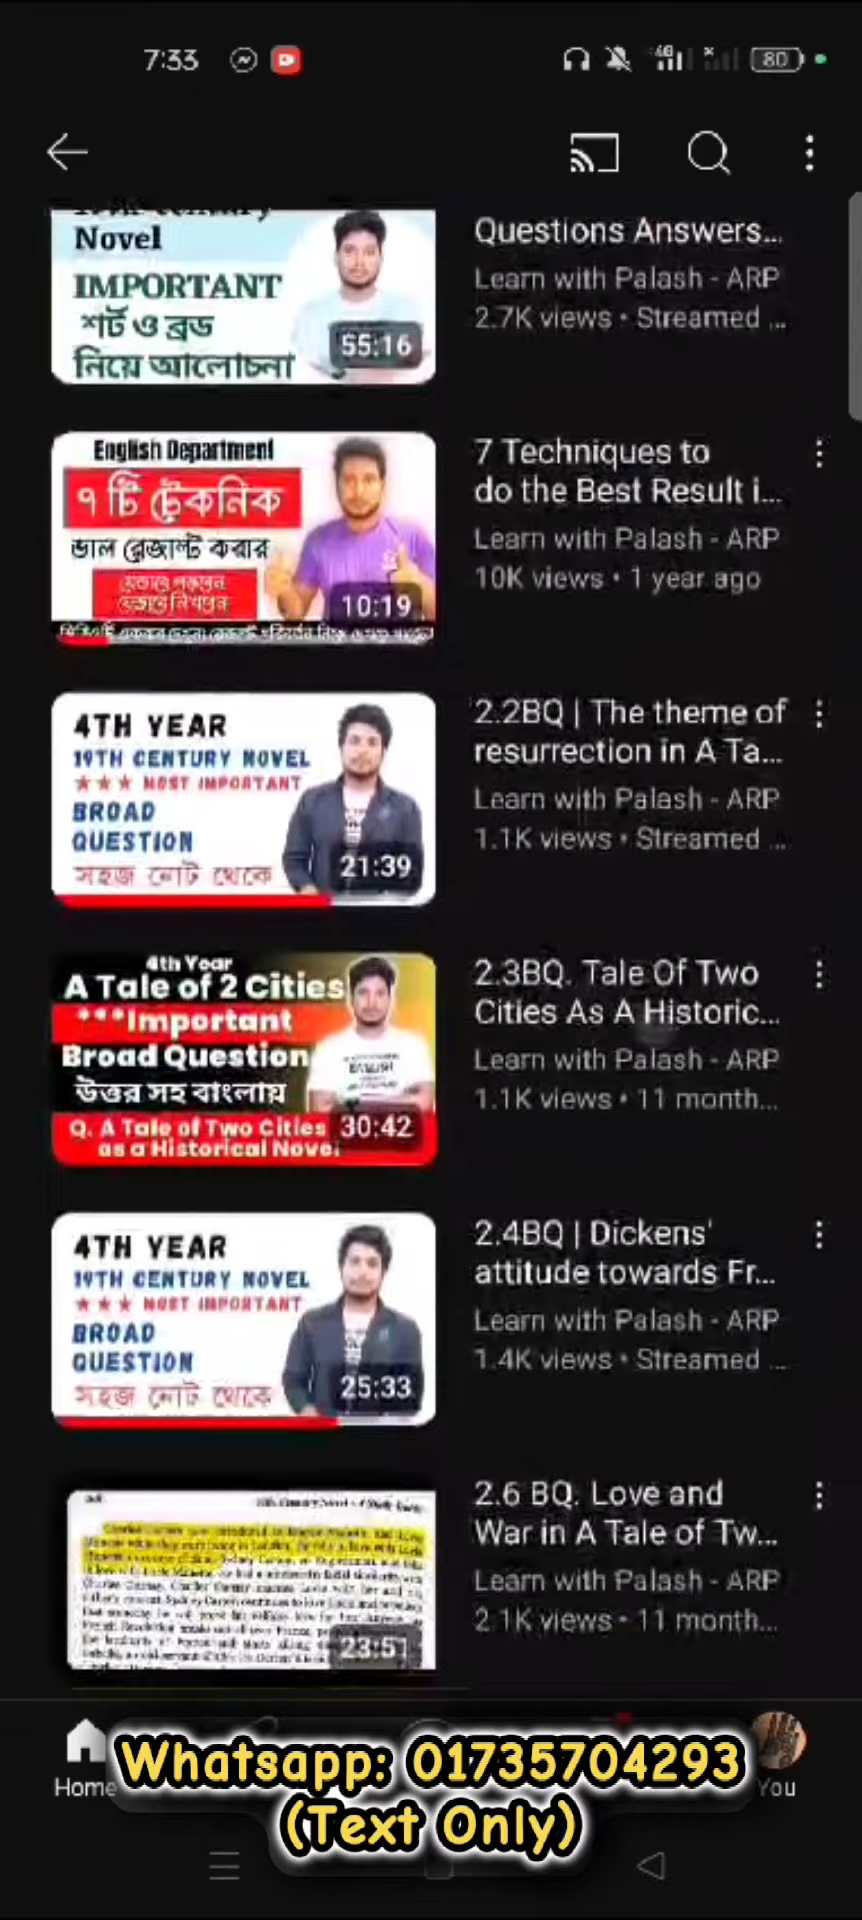 7:33
80
Novel
IMPORTANT
শর্ট ও ব্রড
নিয়ে আলোচনা
55:16
Questions Answers...
Learn with Palash - ARP
2.7K views • Streamed ...
English Department
৭ টি টেকনিক
ভাল রেজাল্ট করার
10:19
7 Techniques to
do the Best Result i...
Learn with Palash - ARP
10K views • 1 year ago
4TH YEAR
19TH CENTURY NOVEL
★★★ MOST IMPORTANT
BROAD
QUESTION
সহজ নোট থেকে
21:39
2.2BQ | The theme of
resurrection in A Ta...
Learn with Palash - ARP
1.1K views • Streamed ...
4th Year
A Tale of 2 Cities
***Important
Broad Question
উত্তর সহ বাংলায়
Q. A Tale of Two Cities
as a Historical Novel
30:42
2.3BQ. Tale Of Two
Cities As A Historic...
Learn with Palash - ARP
1.1K views • 11 month...
4TH YEAR
19TH CENTURY NOVEL
★★★ MOST IMPORTANT
BROAD
QUESTION
সহজ নোট থেকে
25:33
2.4BQ | Dickens'
attitude towards Fr...
Learn with Palash - ARP
1.4K views • Streamed ...
23:51
2.6 BQ. Love and
War in A Tale of Tw...
Learn with Palash - ARP
2.1K views • 11 month...
Home
You
Whatsapp: 01735704293
(Text Only)